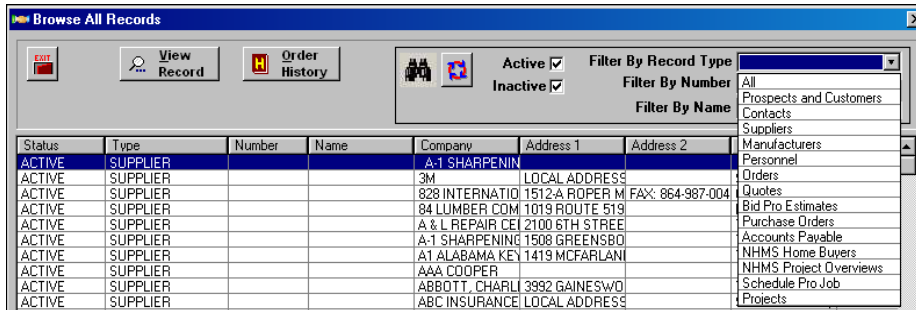 Browse All Records
EXIT
View Record
Order History
Active
Inactive
Filter By Record Type
Filter By Number
Filter By Name
All
Prospects and Customers
Contacts
Suppliers
Manufacturers
Personnel
Orders
Quotes
Bid Pro Estimates
Purchase Orders
Accounts Payable
NHMS Home Buyers
NHMS Project Overviews
Schedule Pro Job
Projects
Status Type Number Name Company Address 1 Address 2
ACTIVE SUPPLIER A-1 SHARPENIN
ACTIVE SUPPLIER 3M LOCAL ADDRESS
ACTIVE SUPPLIER 828 INTERNATIO 1512-A ROPER M FAX: 864-987-004
ACTIVE SUPPLIER 84 LUMBER COM 1019 ROUTE 519
ACTIVE SUPPLIER A & L REPAIR CE 2100 6TH STREE
ACTIVE SUPPLIER A-1 SHARPENING 1508 GREENSBO
ACTIVE SUPPLIER A1 ALABAMA KEY 1419 MCFARLAN
ACTIVE SUPPLIER AAA COOPER
ACTIVE SUPPLIER ABBOTT, CHARL 3992 GAINESWO
ACTIVE SUPPLIER ABC INSURANCE LOCAL ADDRESS